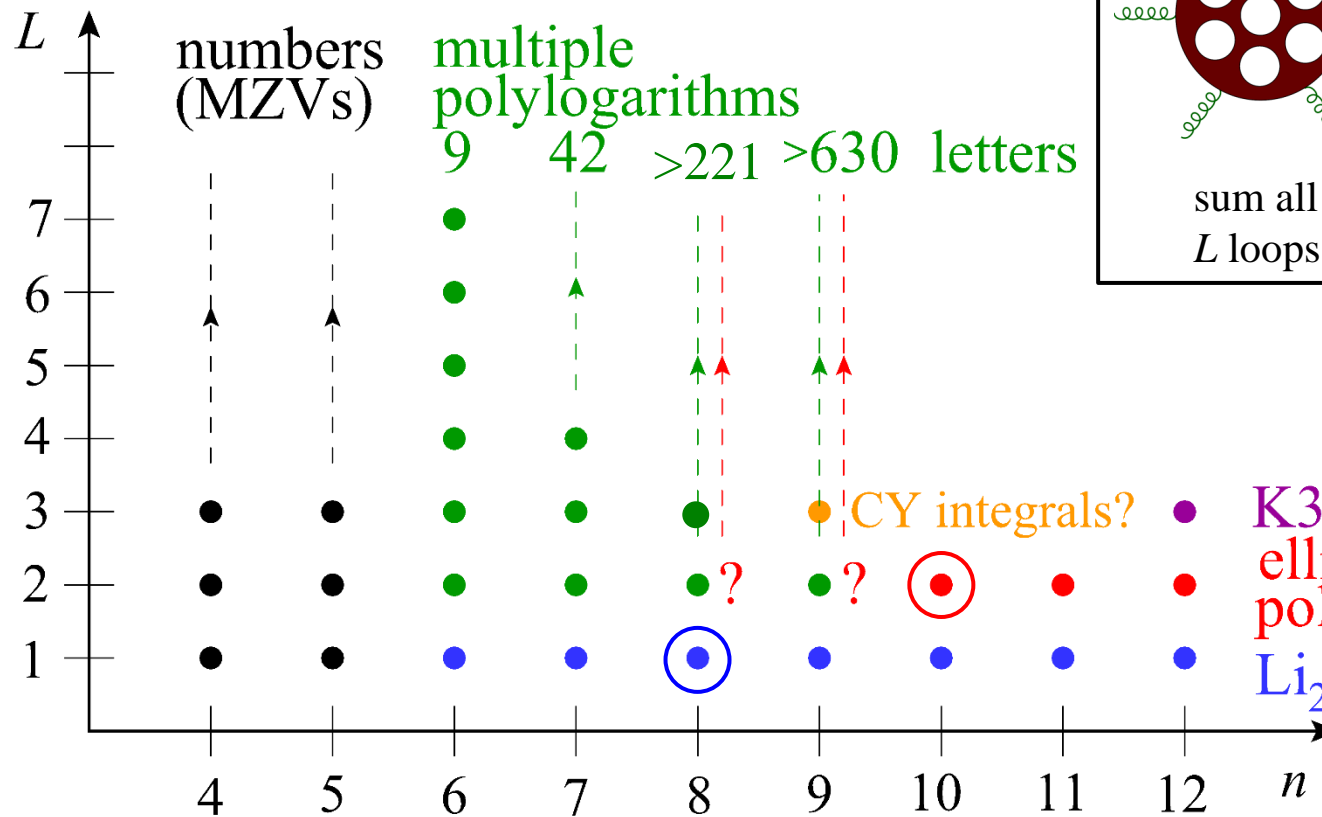 L
numbers
(MZVs)
multiple
polylogarithms
9 42 >221 >630 letters
sum all
L loops
7
6
5
4
3 CY integrals? K3
2 ? ?
1 Li2
4 5 6 7 8 9 10 11 12 n